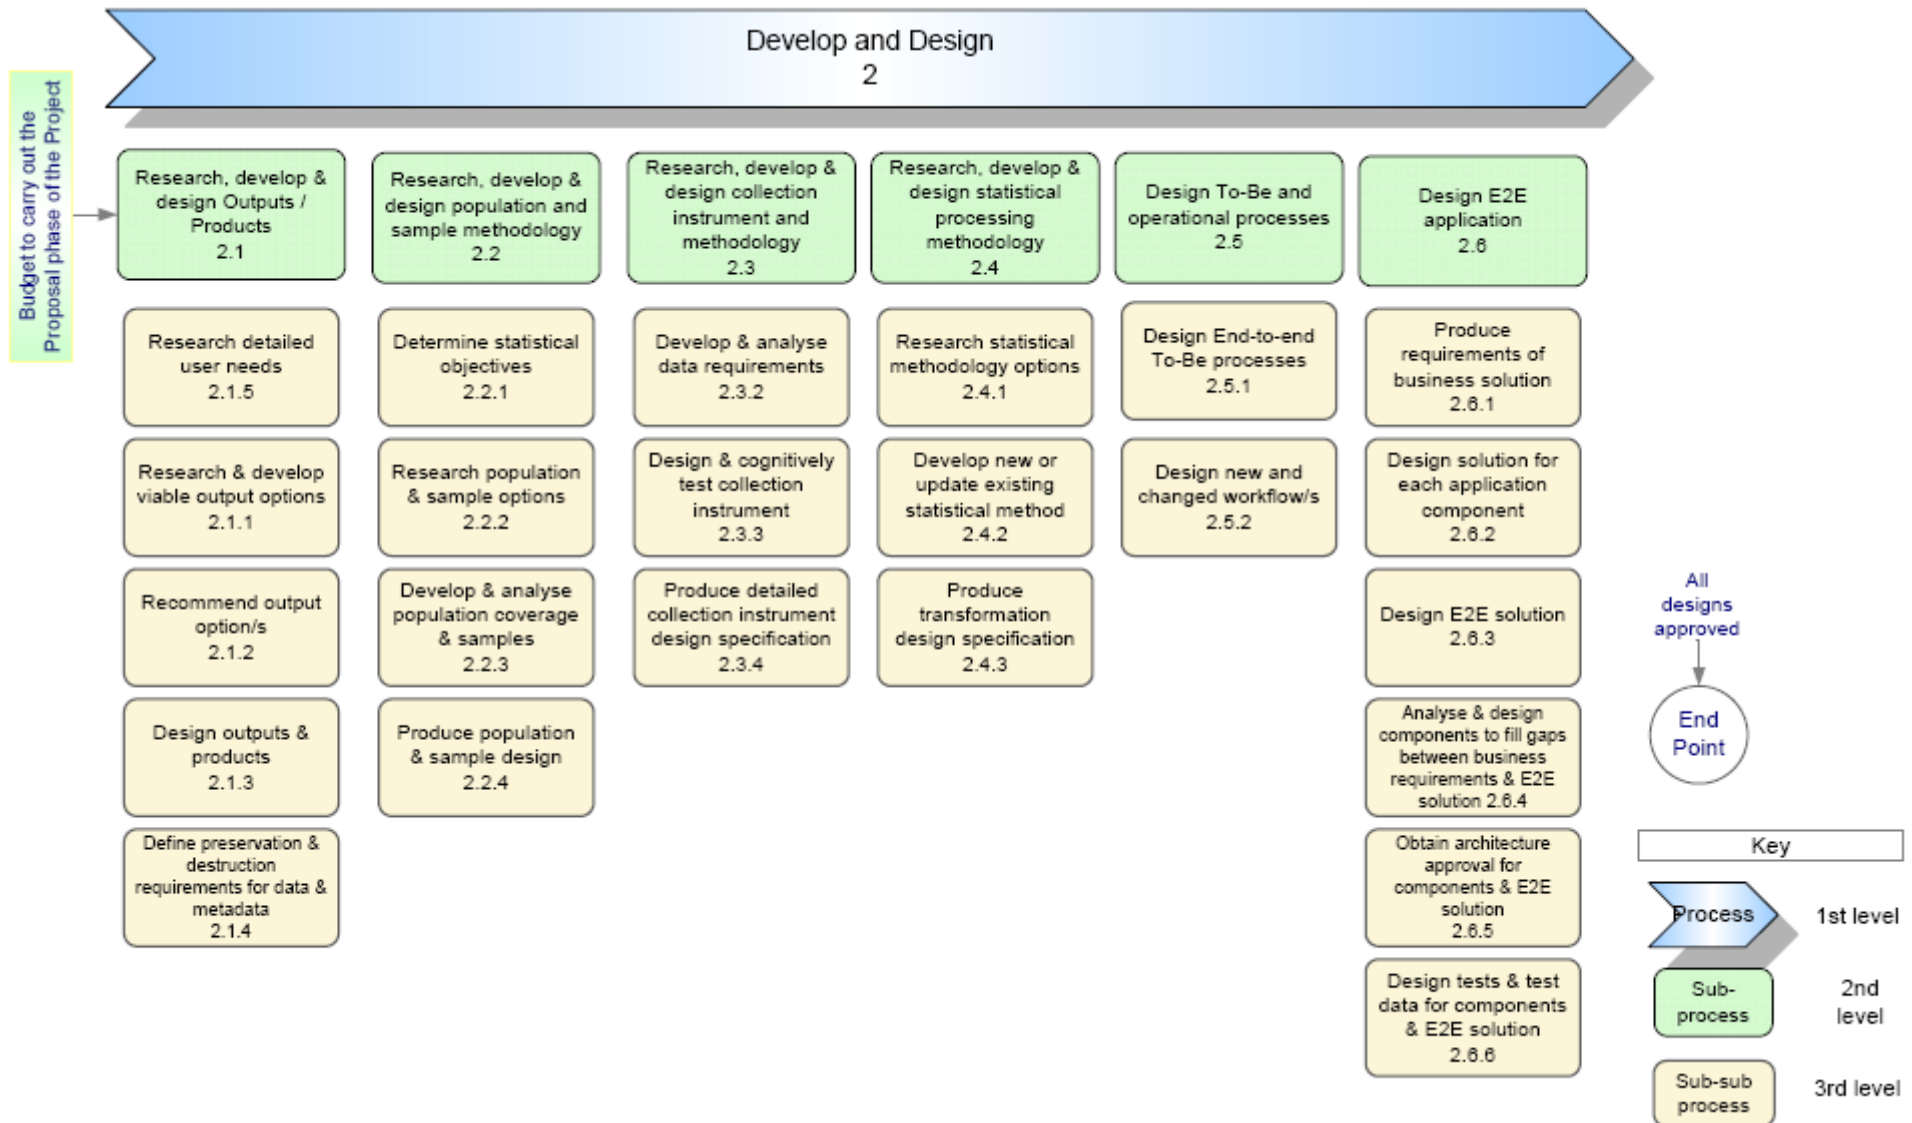 Develop and Design
2
Budget to carry out the
Proposal phase of the Project
Research, develop &
design Outputs /
Products
2.1
Research detailed
user needs
2.1.5
Research & develop
viable output options
2.1.1
Recommend output
option/s
2.1.2
Design outputs &
products
2.1.3
Define preservation &
destruction
requirements for data &
metadata
2.1.4
Research, develop &
design population and
sample methodology
2.2
Determine statistical
objectives
2.2.1
Research population
& sample options
2.2.2
Develop & analyse
population coverage
& samples
2.2.3
Produce population
& sample design
2.2.4
Research, develop &
design collection
instrument and
methodology
2.3
Develop & analyse
data requirements
2.3.2
Design & cognitively
test collection
instrument
2.3.3
Produce detailed
collection instrument
design specification
2.3.4
Research, develop &
design statistical
processing
methodology
2.4
Research statistical
methodology options
2.4.1
Develop new or
update existing
statistical method
2.4.2
Produce
transformation
design specification
2.4.3
Design To-Be and
operational processes
2.5
Design End-to-end
To-Be processes
2.5.1
Design new and
changed workflow/s
2.5.2
Design E2E
application
2.6
Produce
requirements of
business solution
2.6.1
Design solution for
each application
component
2.6.2
Design E2E solution
2.6.3
Analyse & design
components to fill gaps
between business
requirements & E2E
solution 2.6.4
Obtain architecture
approval for
components & E2E
solution
2.6.5
Design tests & test
data for components
& E2E solution
2.6.6
All
designs
approved
End
Point
Key
Process
1st level
Sub-
process
2nd
level
Sub-sub
process
3rd level